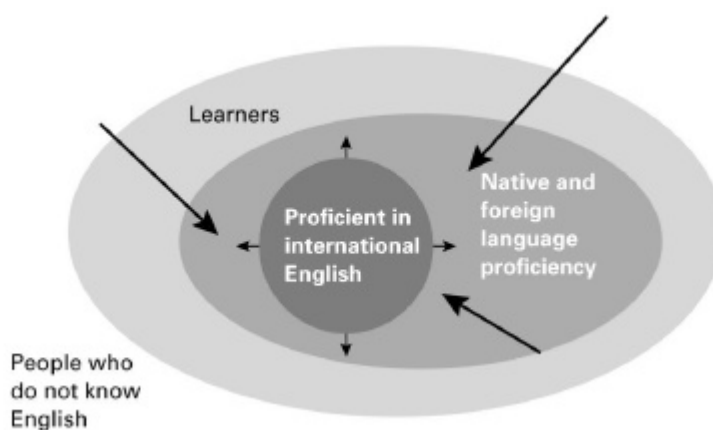 Learners
Proficient in
international
English
Native and
foreign
language
proficiency
People who
do not know
English